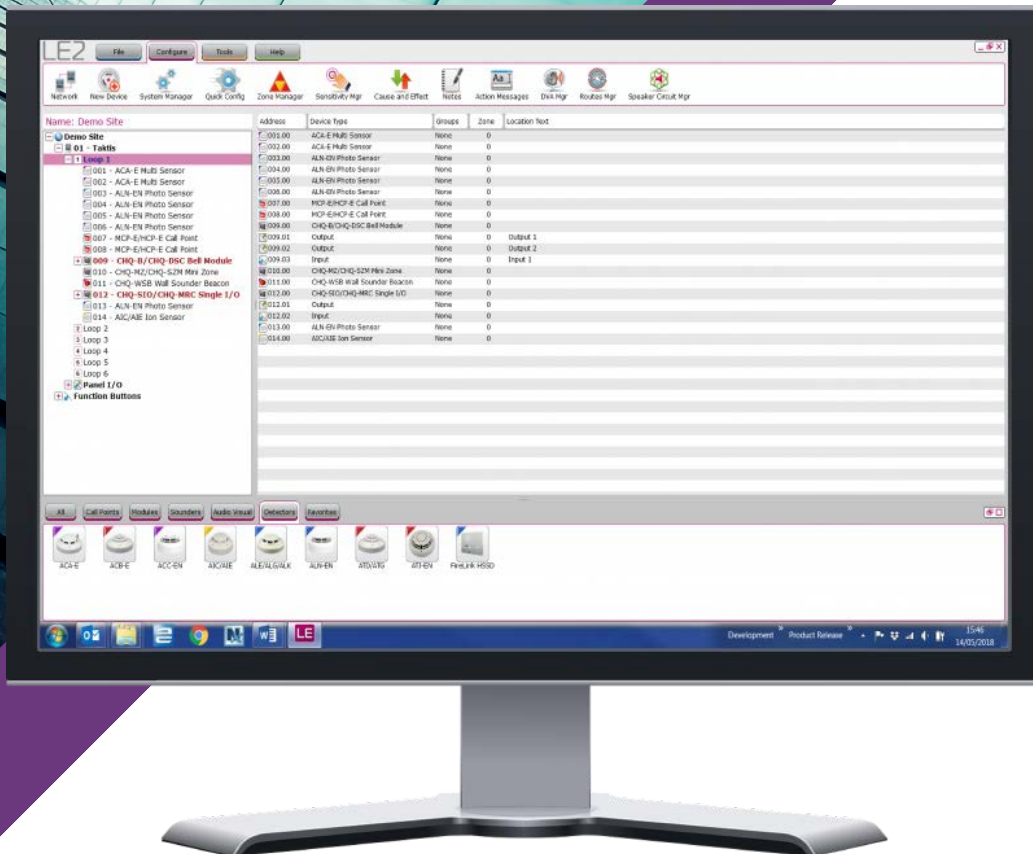 LE2 File Configure Tools Help
Network New Device System Manager Quick Config Zone Manager Sensitivity Mgr Cause and Effect Notes Action Messages DVA Mgr Routes Mgr Speaker Circuit Mgr
Name: Demo Site
Demo Site
01 - Taktis
1 Loop 1
001 - ACA-E Multi Sensor
002 - ACA-E Multi Sensor
003 - ALN-EN Photo Sensor
004 - ALN-EN Photo Sensor
005 - ALN-EN Photo Sensor
006 - ALN-EN Photo Sensor
007 - MCP-E/HCP-E Call Point
008 - MCP-E/HCP-E Call Point
009 - CHQ-B/CHQ-DSC Bell Module
010 - CHQ-MZ/CHQ-SZM Mini Zone
011 - CHQ-WSB Wall Sounder Beacon
012 - CHQ-SIO/CHQ-MRC Single I/O
013 - ALN-EN Photo Sensor
014 - AIC/AIE Ion Sensor
2 Loop 2
3 Loop 3
4 Loop 4
5 Loop 5
6 Loop 6
Panel I/O
Function Buttons
Address Device Type Groups Zone Location Text
001.00 ACA-E Multi Sensor None 0
002.00 ACA-E Multi Sensor None 0
003.00 ALN-EN Photo Sensor None 0
004.00 ALN-EN Photo Sensor None 0
005.00 ALN-EN Photo Sensor None 0
006.00 ALN-EN Photo Sensor None 0
007.00 MCP-E/HCP-E Call Point None 0
008.00 MCP-E/HCP-E Call Point None 0
009.00 CHQ-B/CHQ-DSC Bell Module None 0
009.01 Output None 0 Output 1
009.02 Output None 0 Output 2
009.03 Input None 0 Input 1
010.00 CHQ-MZ/CHQ-SZM Mini Zone None 0
011.00 CHQ-WSB Wall Sounder Beacon None 0
012.00 CHQ-SIO/CHQ-MRC Single I/O None 0
012.01 Output None 0
012.02 Input None 0
013.00 ALN-EN Photo Sensor None 0
014.00 AIC/AIE Ion Sensor None 0
All Call Points Modules Sounders Audio Visual Detectors Favorites
ACA-E ACB-E ACC-EN AIC/AIE ALE/ALG/ALK ALN-EN ATD/ATG ATJ-EN FireLink HSSD
LE Development Product Release 15:46
14/05/2018